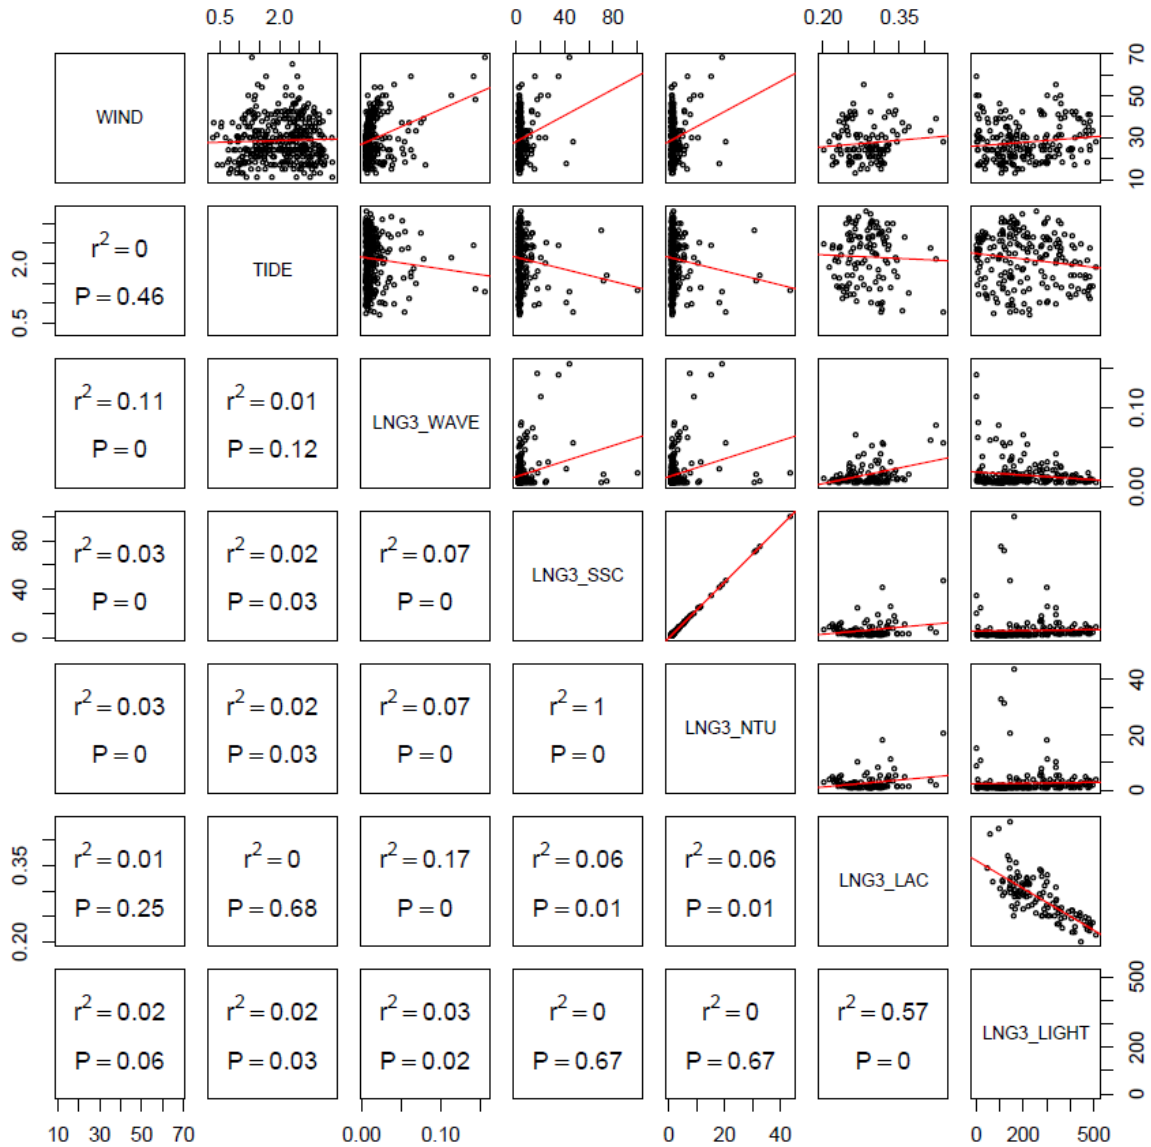 0.5 2.0 0 40 80 0.20 0.35
WIND
10 30 50 70
r2 = 0
P = 0.46
TIDE
0.5 2.0
r2 = 0.11
P = 0
r2 = 0.01
P = 0.12
LNG3_WAVE
0.00 0.10
r2 = 0.03
P = 0
r2 = 0.02
P = 0.03
r2 = 0.07
P = 0
LNG3_SSC
0 40 80
r2 = 0.03
P = 0
r2 = 0.02
P = 0.03
r2 = 0.07
P = 0
r2 = 1
P = 0
LNG3_NTU
0 20 40
r2 = 0.01
P = 0.25
r2 = 0
P = 0.68
r2 = 0.17
P = 0
r2 = 0.06
P = 0.01
r2 = 0.06
P = 0.01
LNG3_LAC
0.20 0.35
r2 = 0.02
P = 0.06
r2 = 0.02
P = 0.03
r2 = 0.03
P = 0.02
r2 = 0
P = 0.67
r2 = 0
P = 0.67
r2 = 0.57
P = 0
LNG3_LIGHT
0 200 500
10 30 50 70 0.00 0.10 0 20 40 0 200 500